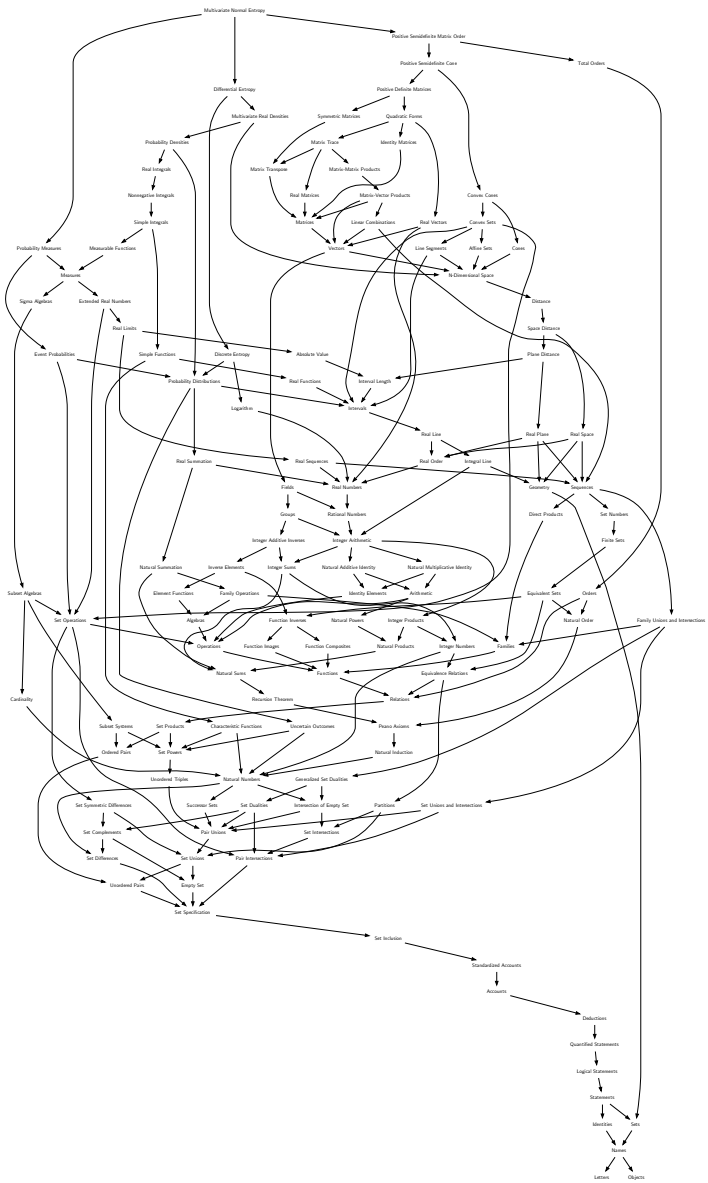 Multivariate Normal Entropy
Positive Semidefinite Matrix Order
Positive Semidefinite Cone
Total Orders
Differential Entropy
Positive Definite Matrices
Multivariate Real Densities
Symmetric Matrices
Quadratic Forms
Probability Densities
Matrix Trace
Identity Matrices
Real Integrals
Matrix Transpose
Matrix-Matrix Products
Nonnegative Integrals
Real Matrices
Matrix-Vector Products
Convex Cones
Simple Integrals
Matrices
Linear Combinations
Real Vectors
Convex Sets
Probability Measures
Measurable Functions
Vectors
Line Segments
Affine Sets
Cones
Measures
N-Dimensional Space
Sigma Algebras
Extended Real Numbers
Distance
Real Limits
Space Distance
Event Probabilities
Simple Functions
Discrete Entropy
Absolute Value
Plane Distance
Probability Distributions
Real Functions
Interval Length
Logarithm
Intervals
Real Line
Real Plane
Real Space
Real Summation
Real Sequences
Real Order
Integral Line
Fields
Real Numbers
Geometry
Sequences
Groups
Rational Numbers
Direct Products
Set Numbers
Integer Additive Inverses
Integer Arithmetic
Finite Sets
Natural Summation
Inverse Elements
Integer Sums
Natural Additive Identity
Natural Multiplicative Identity
Subset Algebras
Element Functions
Family Operations
Identity Elements
Arithmetic
Equivalent Sets
Orders
Set Operations
Algebras
Function Inverses
Natural Powers
Integer Products
Natural Order
Family Unions and Intersections
Operations
Function Images
Function Composites
Natural Products
Integer Numbers
Families
Natural Sums
Functions
Equivalence Relations
Cardinality
Recursion Theorem
Relations
Subset Systems
Set Products
Characteristic Functions
Uncertain Outcomes
Peano Axioms
Ordered Pairs
Set Powers
Natural Induction
Unordered Triples
Natural Numbers
Generalized Set Dualities
Set Symmetric Differences
Successor Sets
Set Dualities
Intersection of Empty Set
Partitions
Set Unions and Intersections
Set Complements
Pair Unions
Set Intersections
Set Differences
Set Unions
Pair Intersections
Unordered Pairs
Empty Set
Set Specification
Set Inclusion
Standardized Accounts
Accounts
Deductions
Quantified Statements
Logical Statements
Statements
Identities
Sets
Names
Letters
Objects